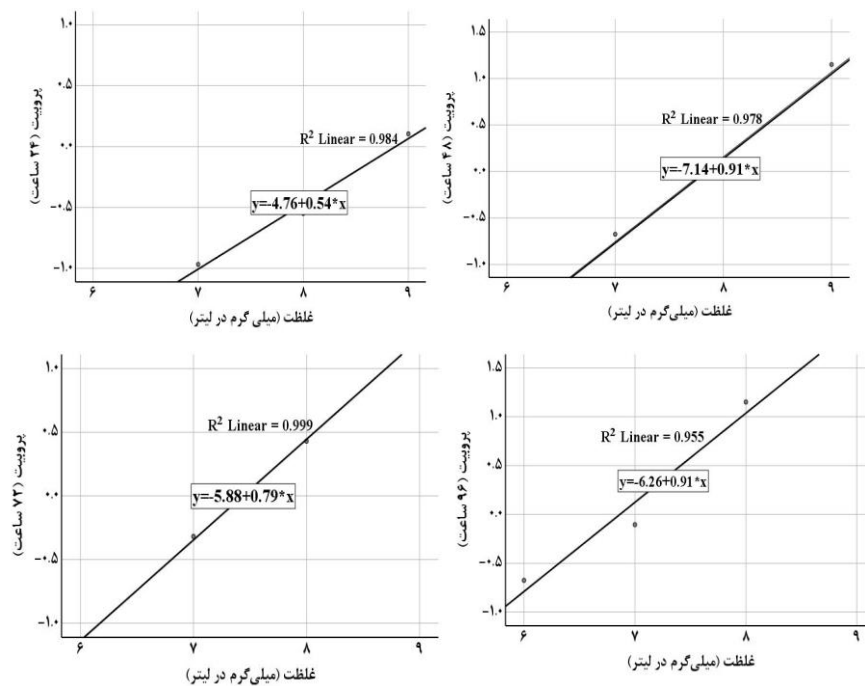 پروبیت (۲۴ ساعت)
۱.۰
۰.۵
۰.۰
−۰.۵
−۱.۰
R² Linear = 0.984
y=-4.76+0.54*x
۶ ۷ ۸ ۹
غلظت (میلی‌گرم در لیتر)
پروبیت (۴۸ ساعت)
۱.۵
۱.۰
۰.۵
۰.۰
−۰.۵
−۱.۰
R² Linear = 0.978
y=-7.14+0.91*x
۶ ۷ ۸ ۹
غلظت (میلی‌گرم در لیتر)
پروبیت (۷۲ ساعت)
۱.۰
۰.۵
۰.۰
−۰.۵
−۱.۰
R² Linear = 0.999
y=-5.88+0.79*x
۶ ۷ ۸ ۹
غلظت (میلی‌گرم در لیتر)
پروبیت (۹۶ ساعت)
۱.۵
۱.۰
۰.۵
۰.۰
−۰.۵
−۱.۰
R² Linear = 0.955
y=-6.26+0.91*x
۶ ۷ ۸ ۹
غلظت (میلی‌گرم در لیتر)